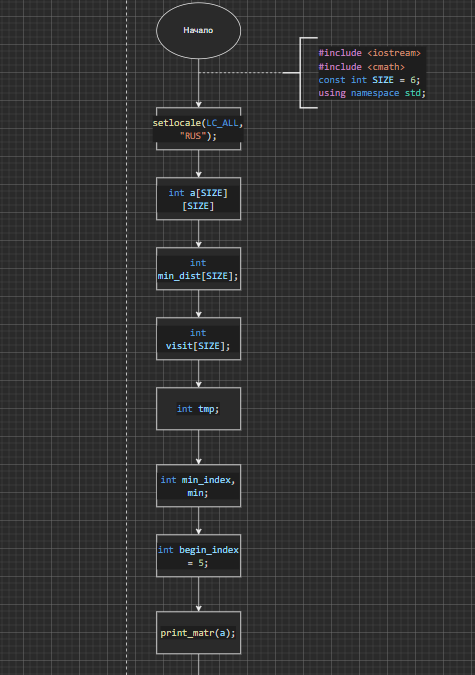 Начало
#include <iostream>
#include <cmath>
const int SIZE = 6;
using namespace std;
setlocale(LC_ALL,
"RUS");
int a[SIZE]
[SIZE]
int
min_dist[SIZE];
int
visit[SIZE];
int tmp;
int min_index,
min;
int begin_index
= 5;
print_matr(a);